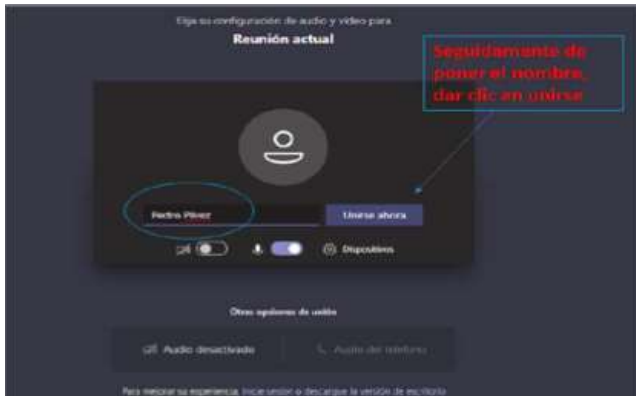 Elija su configuración de audio y vídeo para
Reunión actual
Seguidamente de
poner el nombre,
dar clic en unirse
Pedro Pérez
Unirse ahora
Dispositivos
Otras opciones de unión
Audio desactivado
Audio del teléfono
Para mejorar su experiencia, inicie sesión o descargue la versión de escritorio